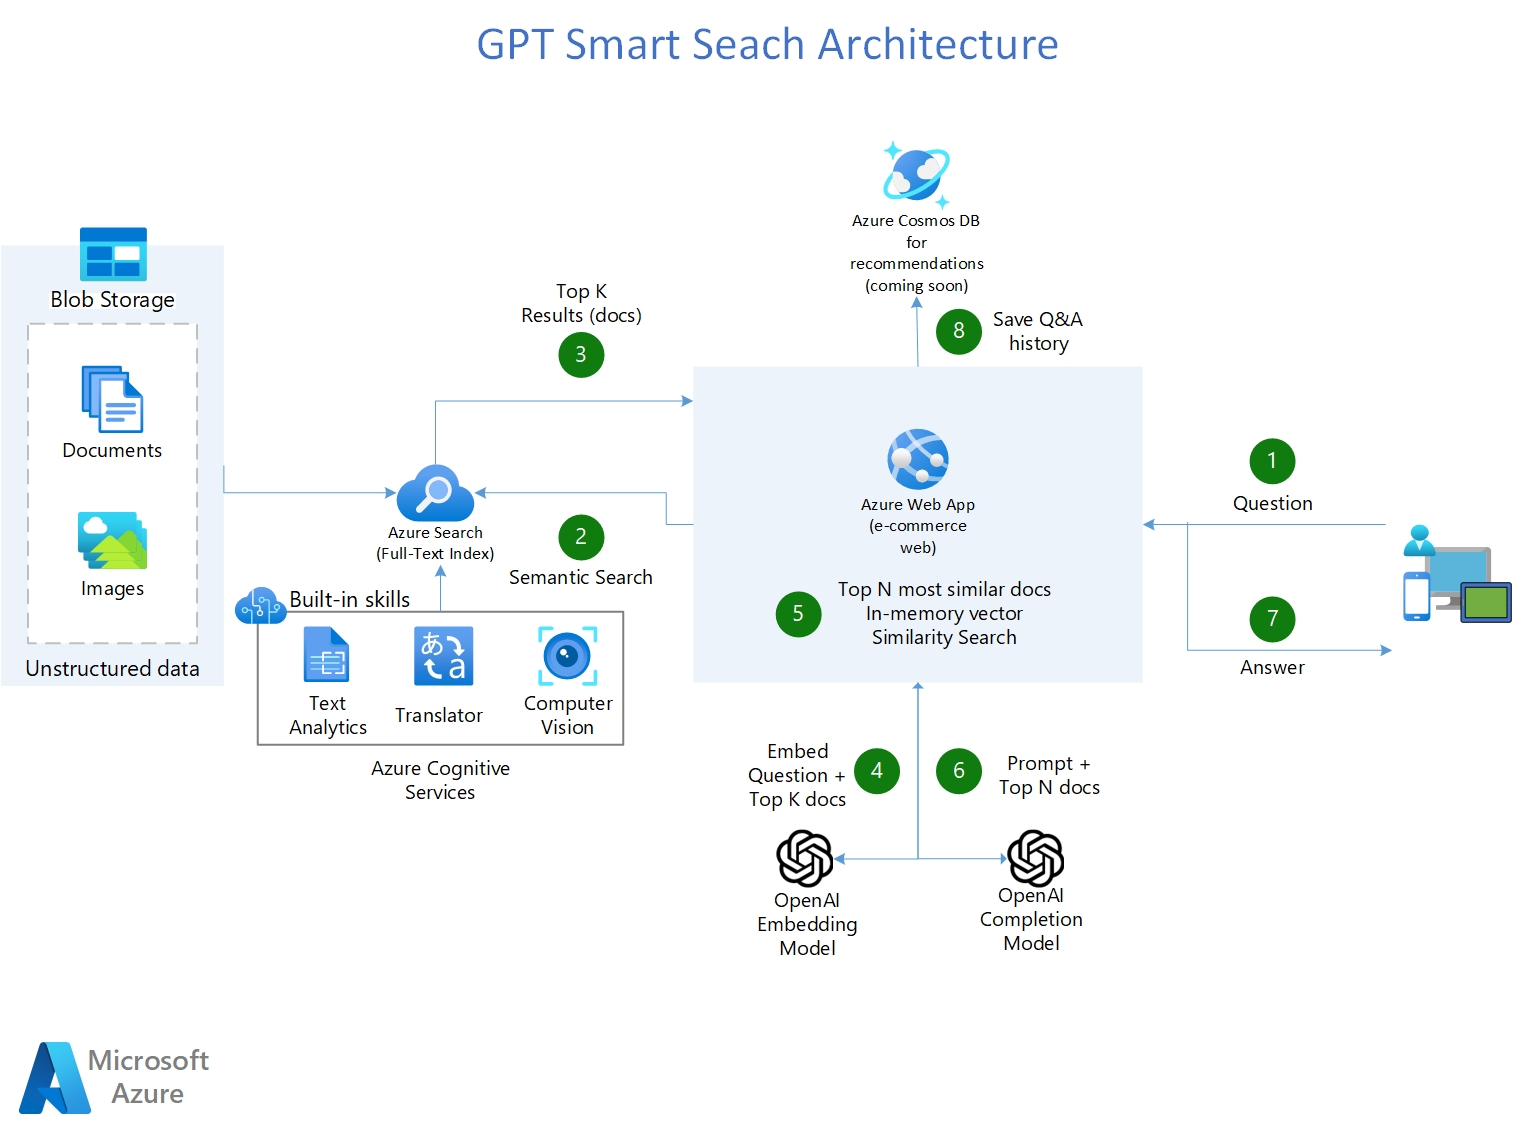 GPT Smart Seach Architecture
Azure Cosmos DB
for
recommendations
(coming soon)
8
Save Q&A
history
Blob Storage
Documents
Images
Unstructured data
Top K
Results (docs)
3
Azure Search
(Full-Text Index)
2
Semantic Search
Built-in skills
Text
Analytics
Translator
Computer
Vision
Azure Cognitive
Services
Azure Web App
(e-commerce
web)
5
Top N most similar docs
In-memory vector
Similarity Search
1
Question
7
Answer
Embed
Question +
Top K docs
4
6
Prompt +
Top N docs
OpenAI
Embedding
Model
OpenAI
Completion
Model
あ
a
Microsoft
Azure